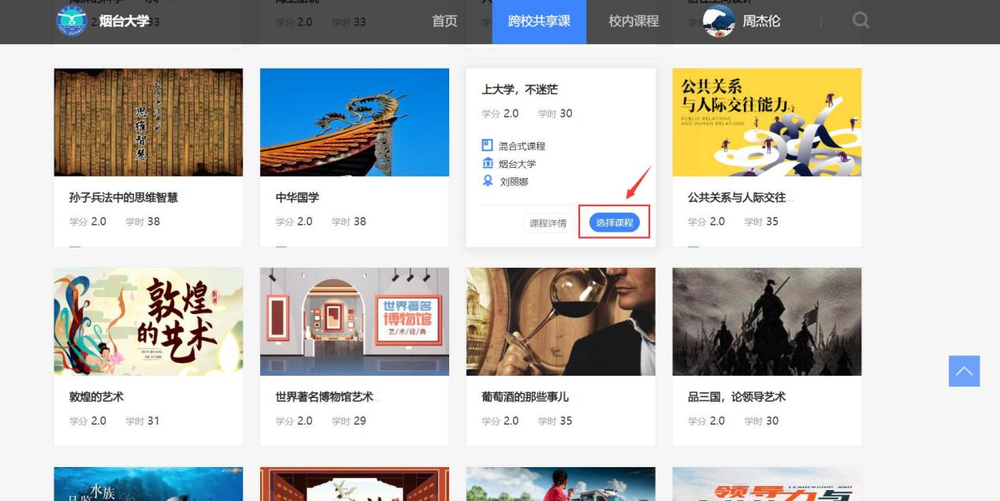 烟台大学
首页
跨校共享课
校内课程
周杰伦
学分 2.0 学时 33
思维智慧
公共关系
与人际交往能力
PUBLIC RELATIONS
AND HUMAN RELATIONS
孙子兵法中的思维智慧
学分 2.0 学时 38
中华国学
学分 2.0 学时 38
上大学，不迷茫
学分 2.0 学时 30
混合式课程
烟台大学
刘丽娜
课程详情
选择课程
公共关系与人际交往...
学分 2.0 学时 35
敦煌的艺术
DUN HUANG
DE YI SHU
世界著名
博物馆
艺/术/经/典
敦煌的艺术
学分 2.0 学时 31
世界著名博物馆艺术...
学分 2.0 学时 29
葡萄酒的那些事儿
学分 2.0 学时 35
品三国，论领导艺术
学分 2.0 学时 30
水族
LEADERSHIP AND
领导力与